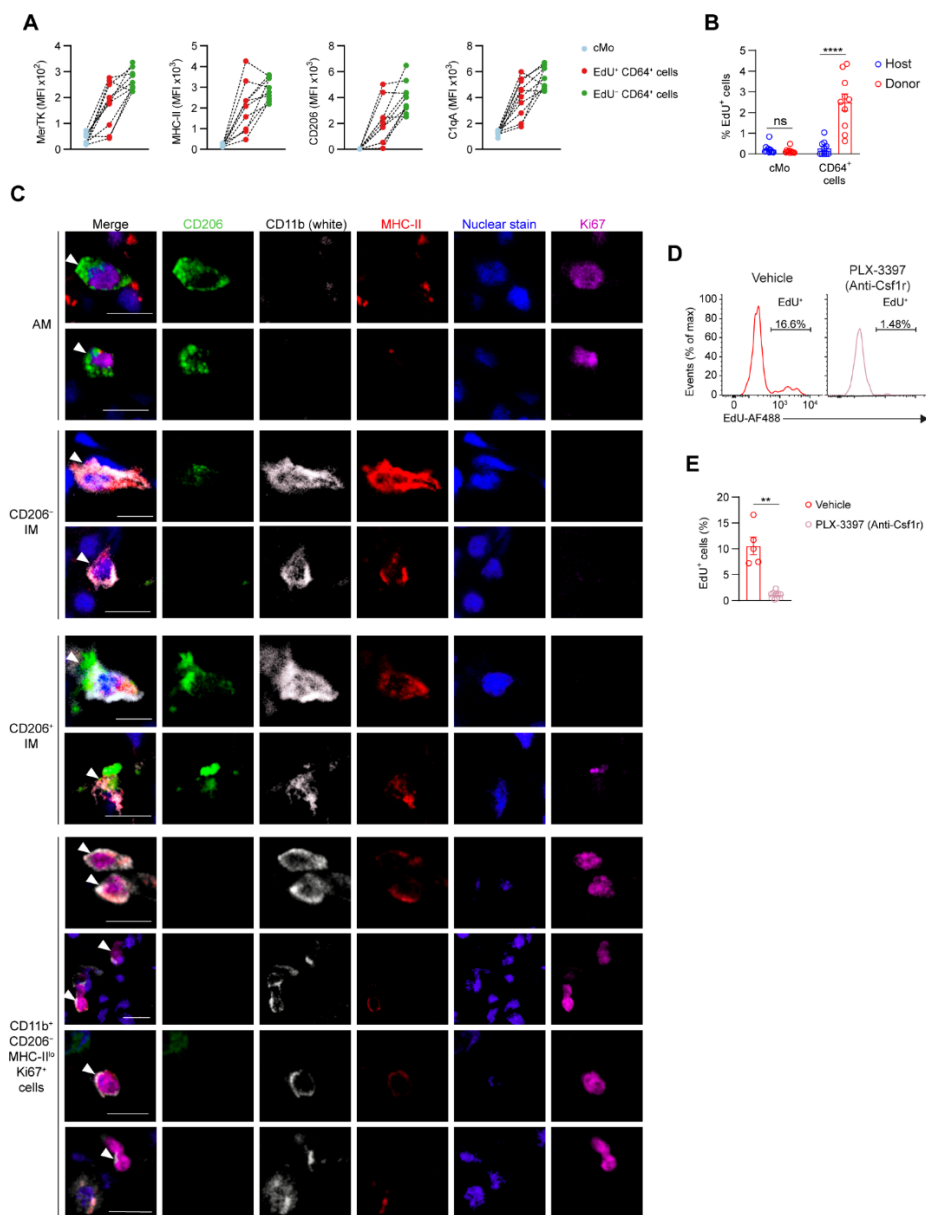 A
MerTK (MFI x10²)
4
3
2
1
0
MHC-II (MFI x10³)
5
4
3
2
1
0
CD206 (MFI x10³)
8
6
4
2
0
C1qA (MFI x10³)
8
6
4
2
0
cMo
EdU⁺ CD64⁺ cells
EdU⁻ CD64⁺ cells
B
% EdU⁺ cells
5
4
3
2
1
0
ns
****
Host
Donor
cMo
CD64⁺
cells
C
Merge
CD206
CD11b (white)
MHC-II
Nuclear stain
Ki67
AM
CD206⁻
IM
CD206⁺
IM
CD11b⁺
CD206⁻
MHC-IIˡᵒ
Ki67⁺
cells
D
Vehicle
PLX-3397
(Anti-Csf1r)
Events (% of max)
100
80
60
40
20
0
EdU⁺
16.6%
EdU⁺
1.48%
0
10³
10⁴
0
10³
10⁴
EdU-AF488
E
EdU⁺ cells (%)
20
15
10
5
0
**
Vehicle
PLX-3397 (Anti-Csf1r)